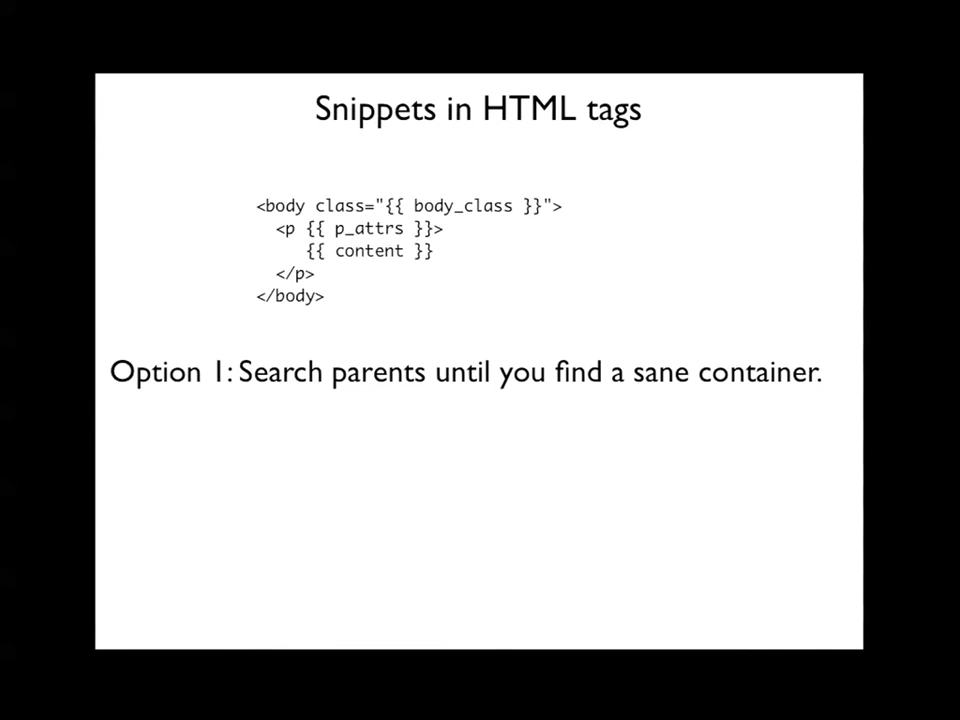 Snippets in HTML tags
<body class="{{ body_class }}">
<p {{ p_attrs }}>
{{ content }}
</p>
</body>
Option 1: Search parents until you find a sane container.